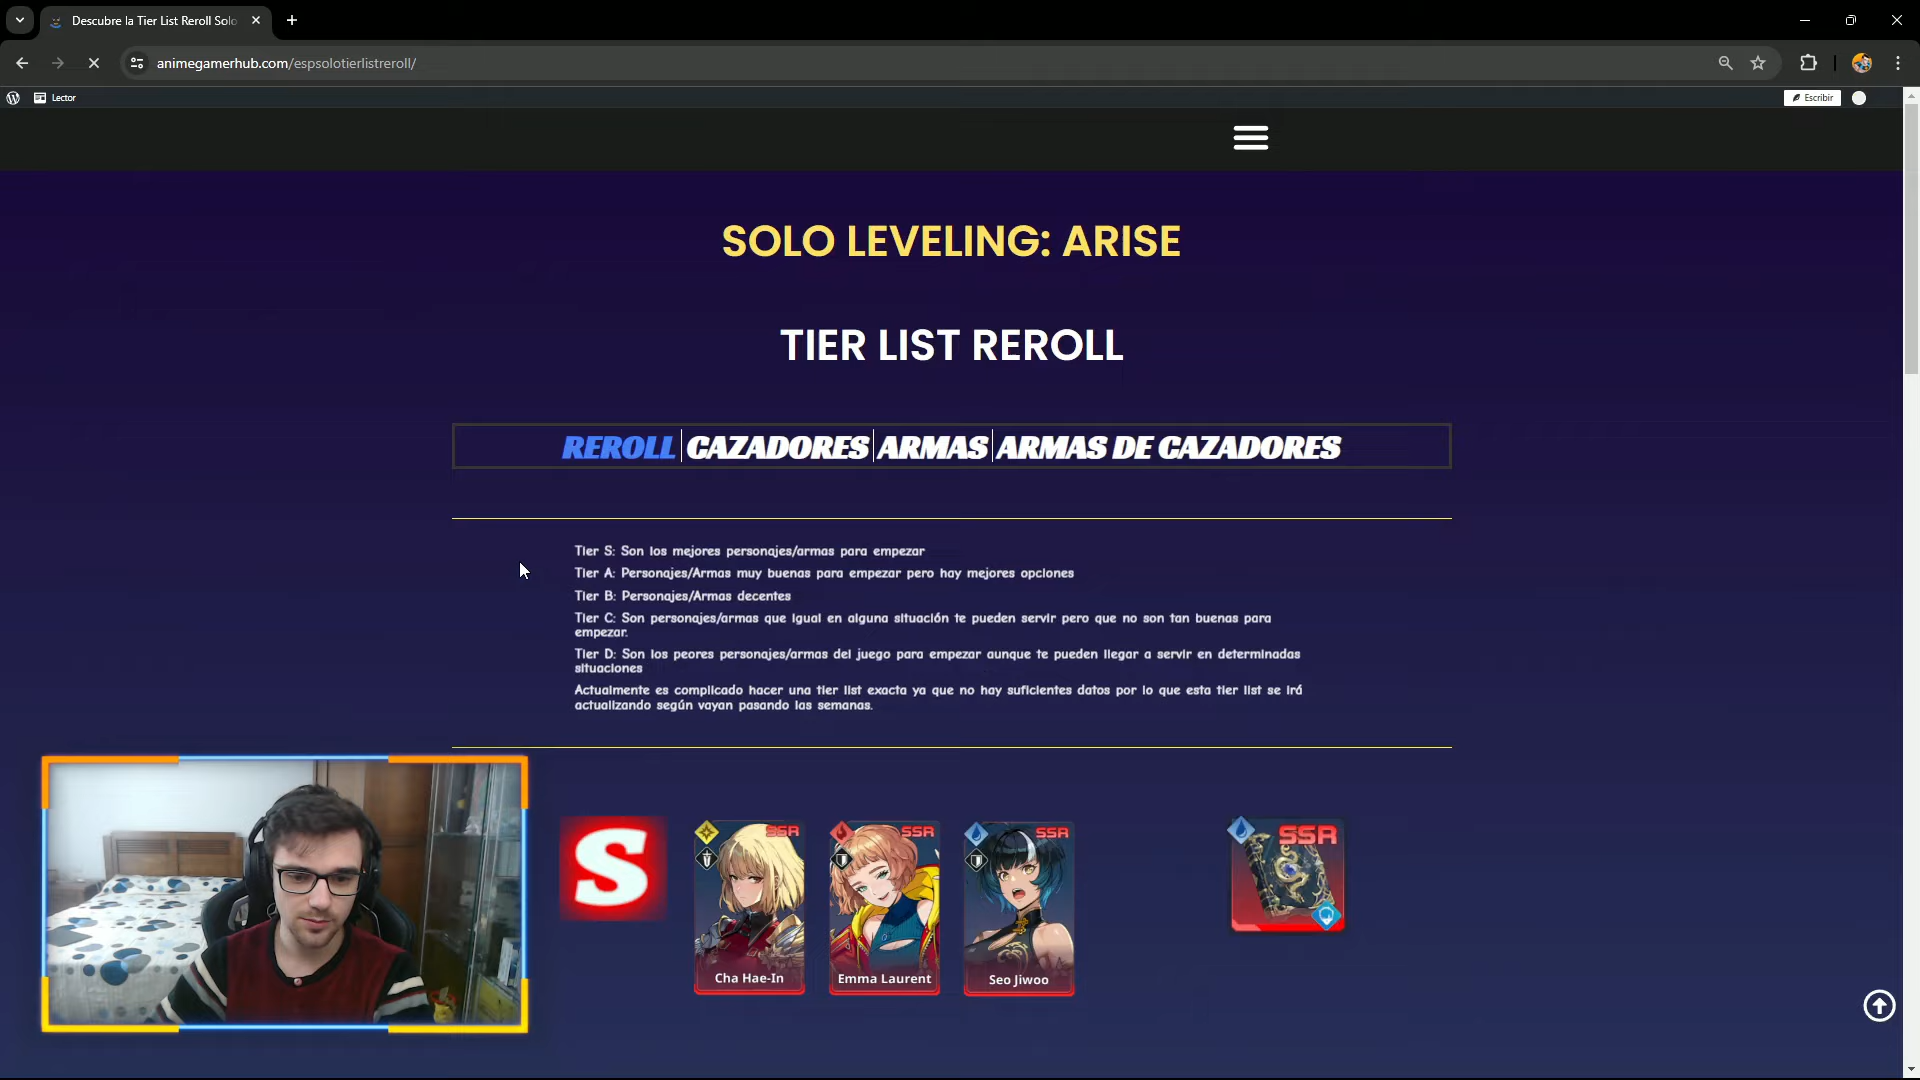 Descubre la Tier List Reroll Solo
animegamerhub.com/espsolotierlistreroll/
Lector
Escribir
SOLO LEVELING: ARISE
TIER LIST REROLL
REROLL CAZADORES ARMAS ARMAS DE CAZADORES
Tier S: Son los mejores personajes/armas para empezar
Tier A: Personajes/Armas muy buenas para empezar pero hay mejores opciones
Tier B: Personajes/Armas decentes
Tier C: Son personajes/armas que igual en alguna situación te pueden servir pero que no son tan buenas para
empezar.
Tier D: Son los peores personajes/armas del juego para empezar aunque te pueden llegar a servir en determinadas
situaciones
Actualmente es complicado hacer una tier list exacta ya que no hay suficientes datos por lo que esta tier list se irá
actualizando según vayan pasando las semanas.
S
SSR
SSR
SSR
SSR
Cha Hae-In
Emma Laurent
Seo Jiwoo